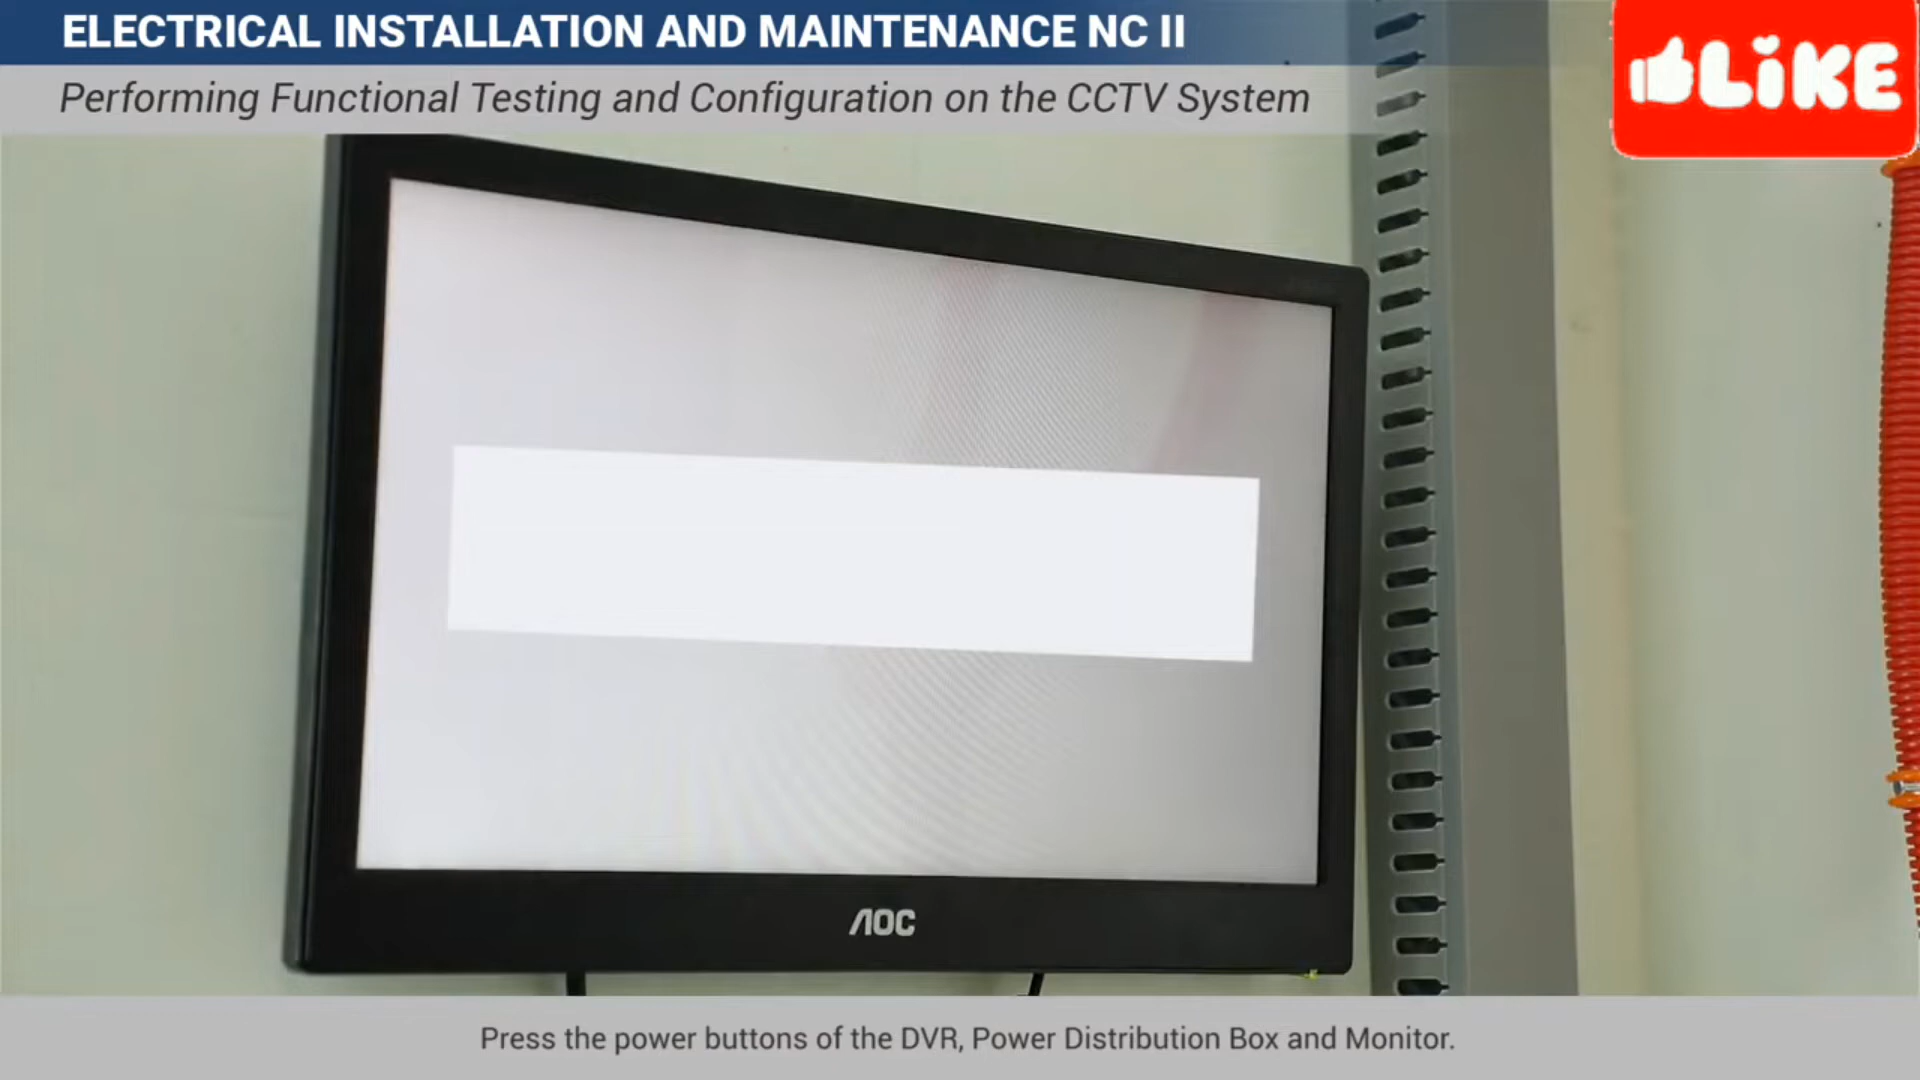 ELECTRICAL INSTALLATION AND MAINTENANCE NC II
Performing Functional Testing and Configuration on the CCTV System
LiKE
AOC
Press the power buttons of the DVR, Power Distribution Box and Monitor.